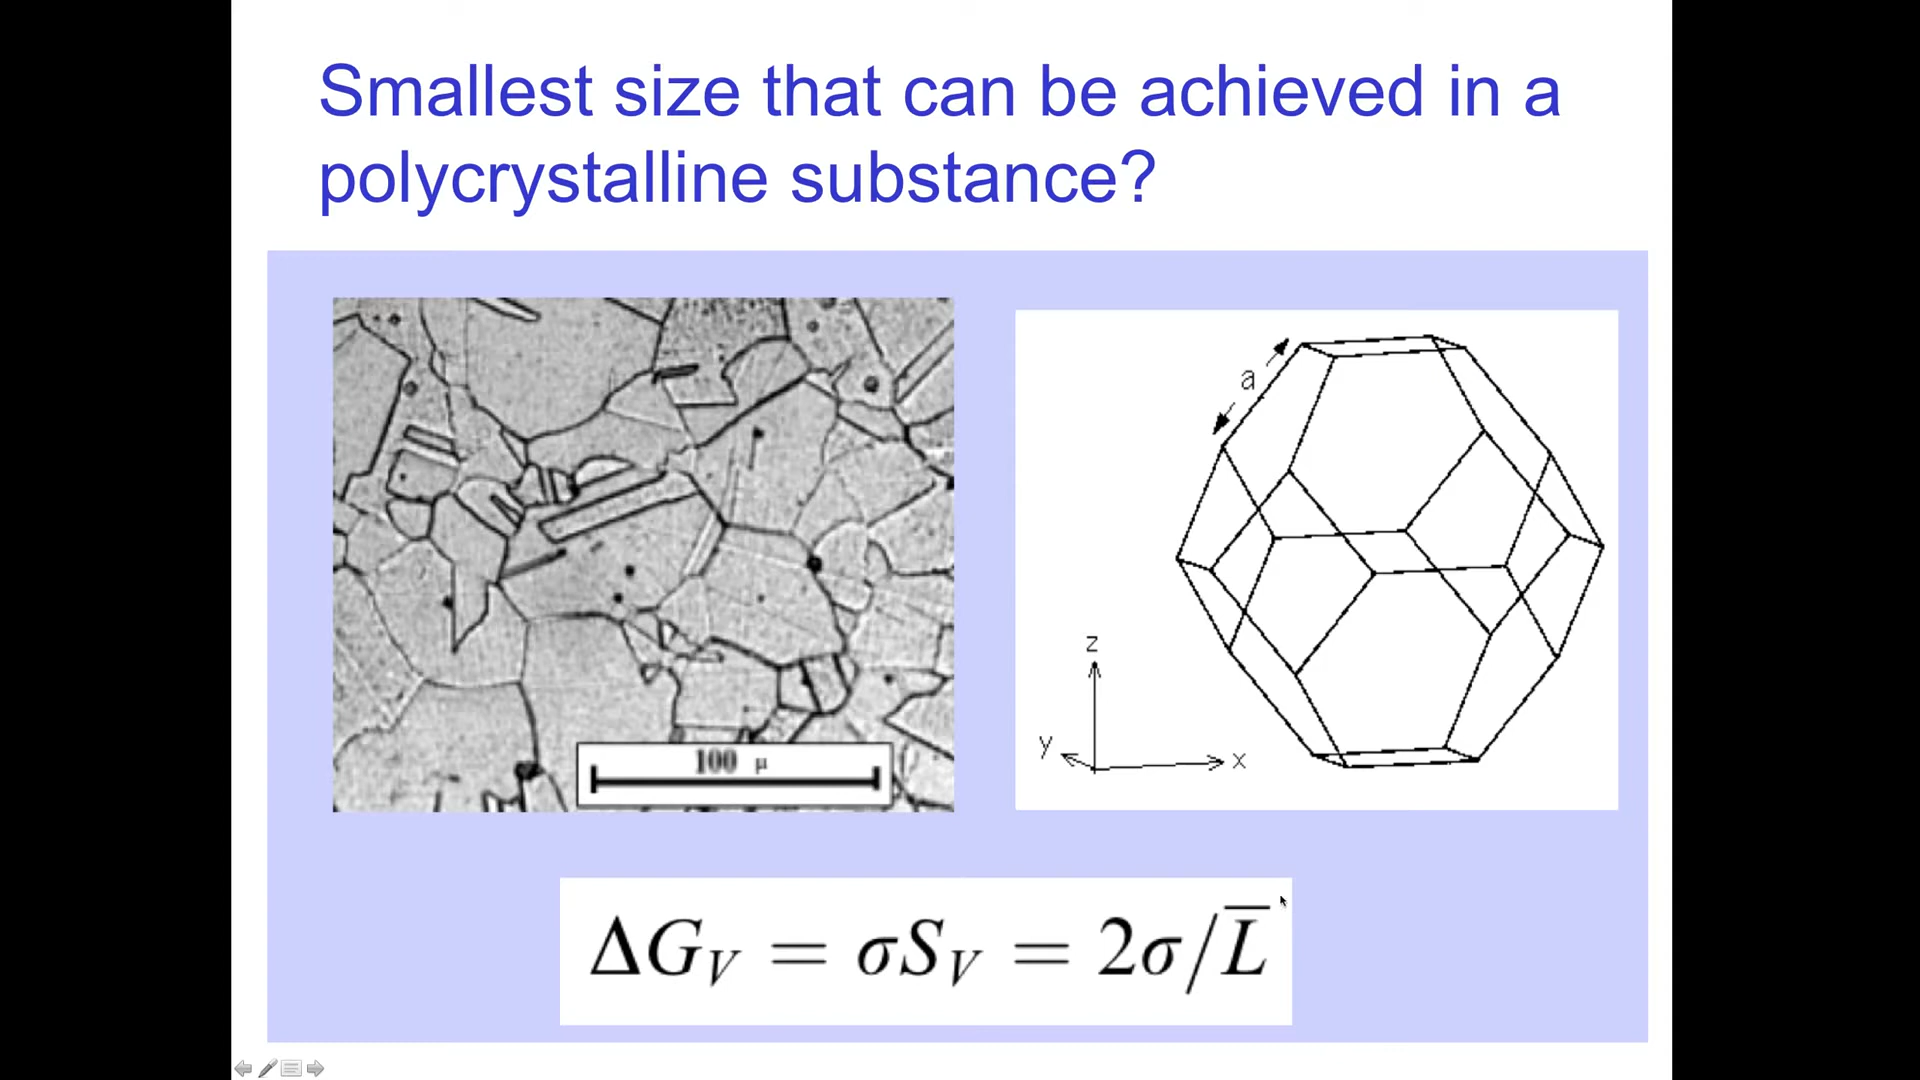 Smallest size that can be achieved in a
polycrystalline substance?
100 μ
a
z
y
x
ΔG_V = σS_V = 2σ/L̅